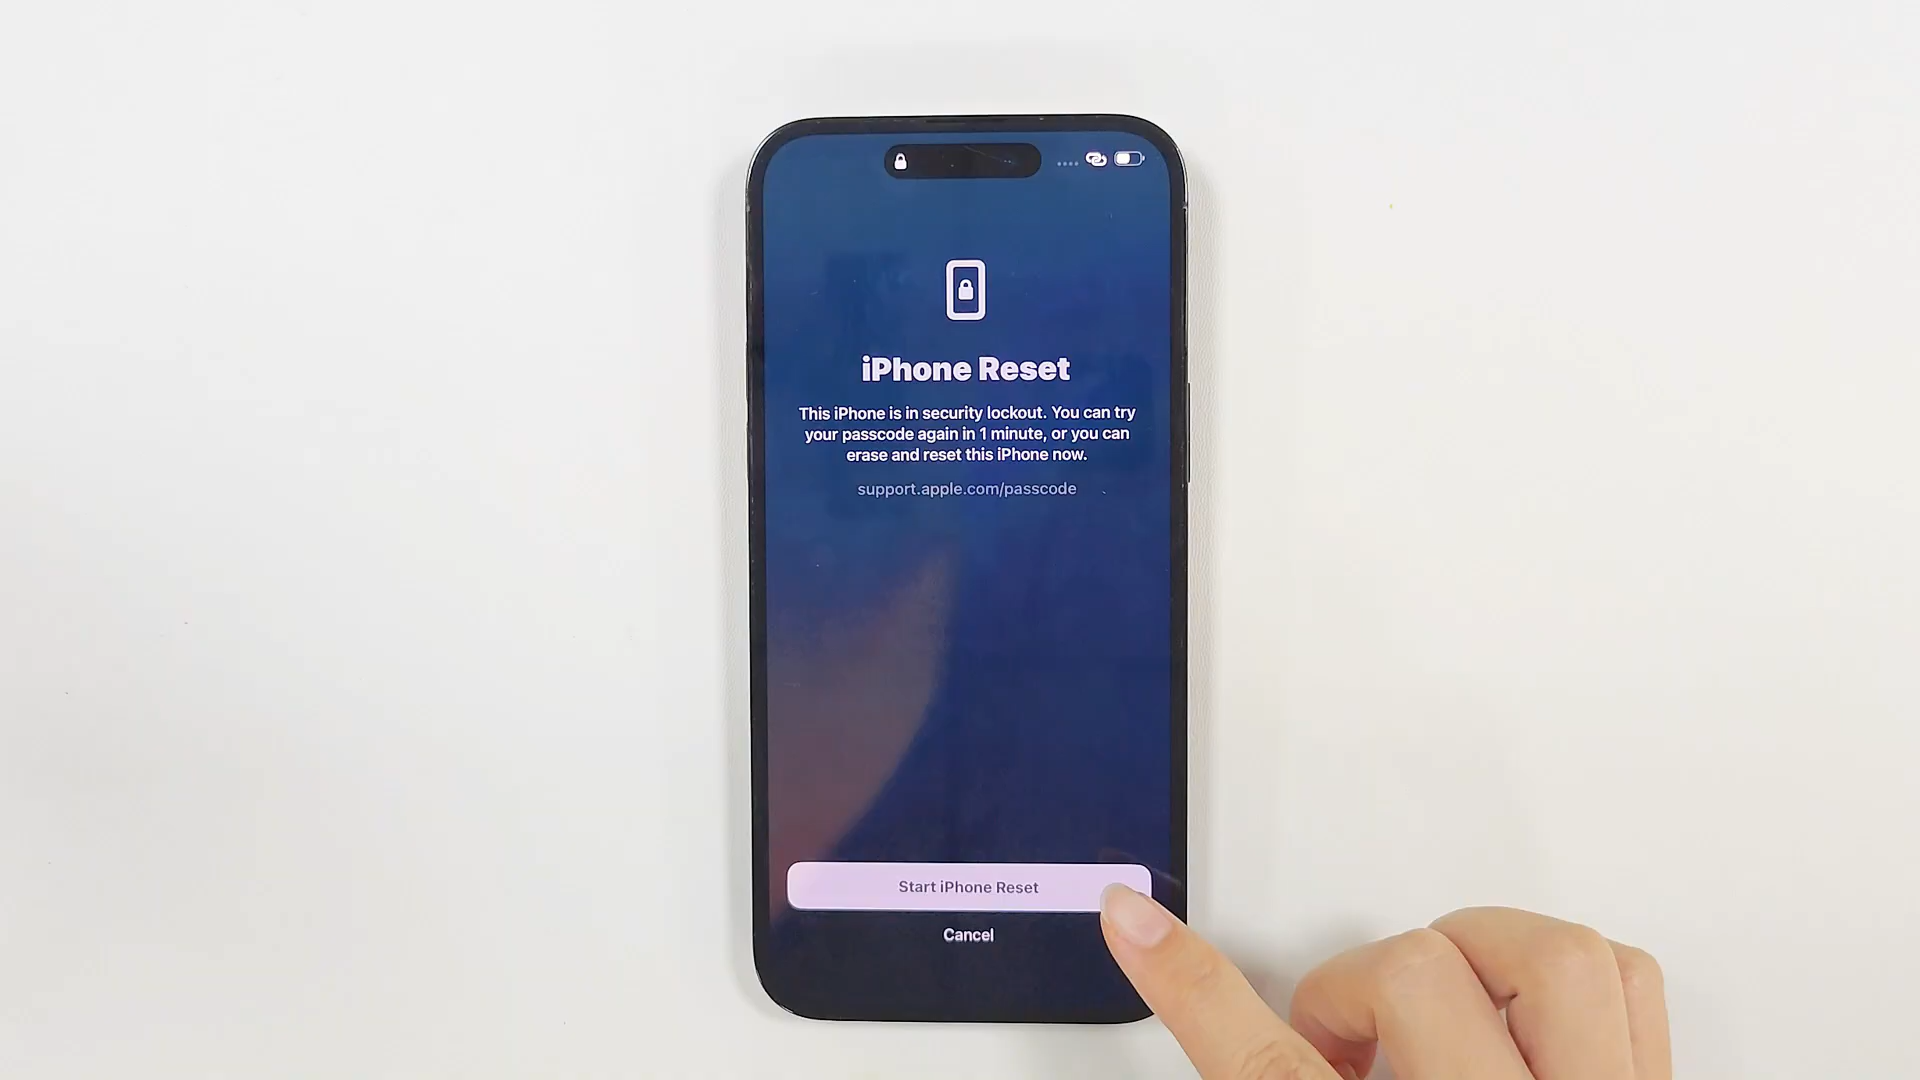 iPhone Reset
This iPhone is in security lockout. You can try
your passcode again in 1 minute, or you can
erase and reset this iPhone now.
support.apple.com/passcode
Start iPhone Reset
Cancel